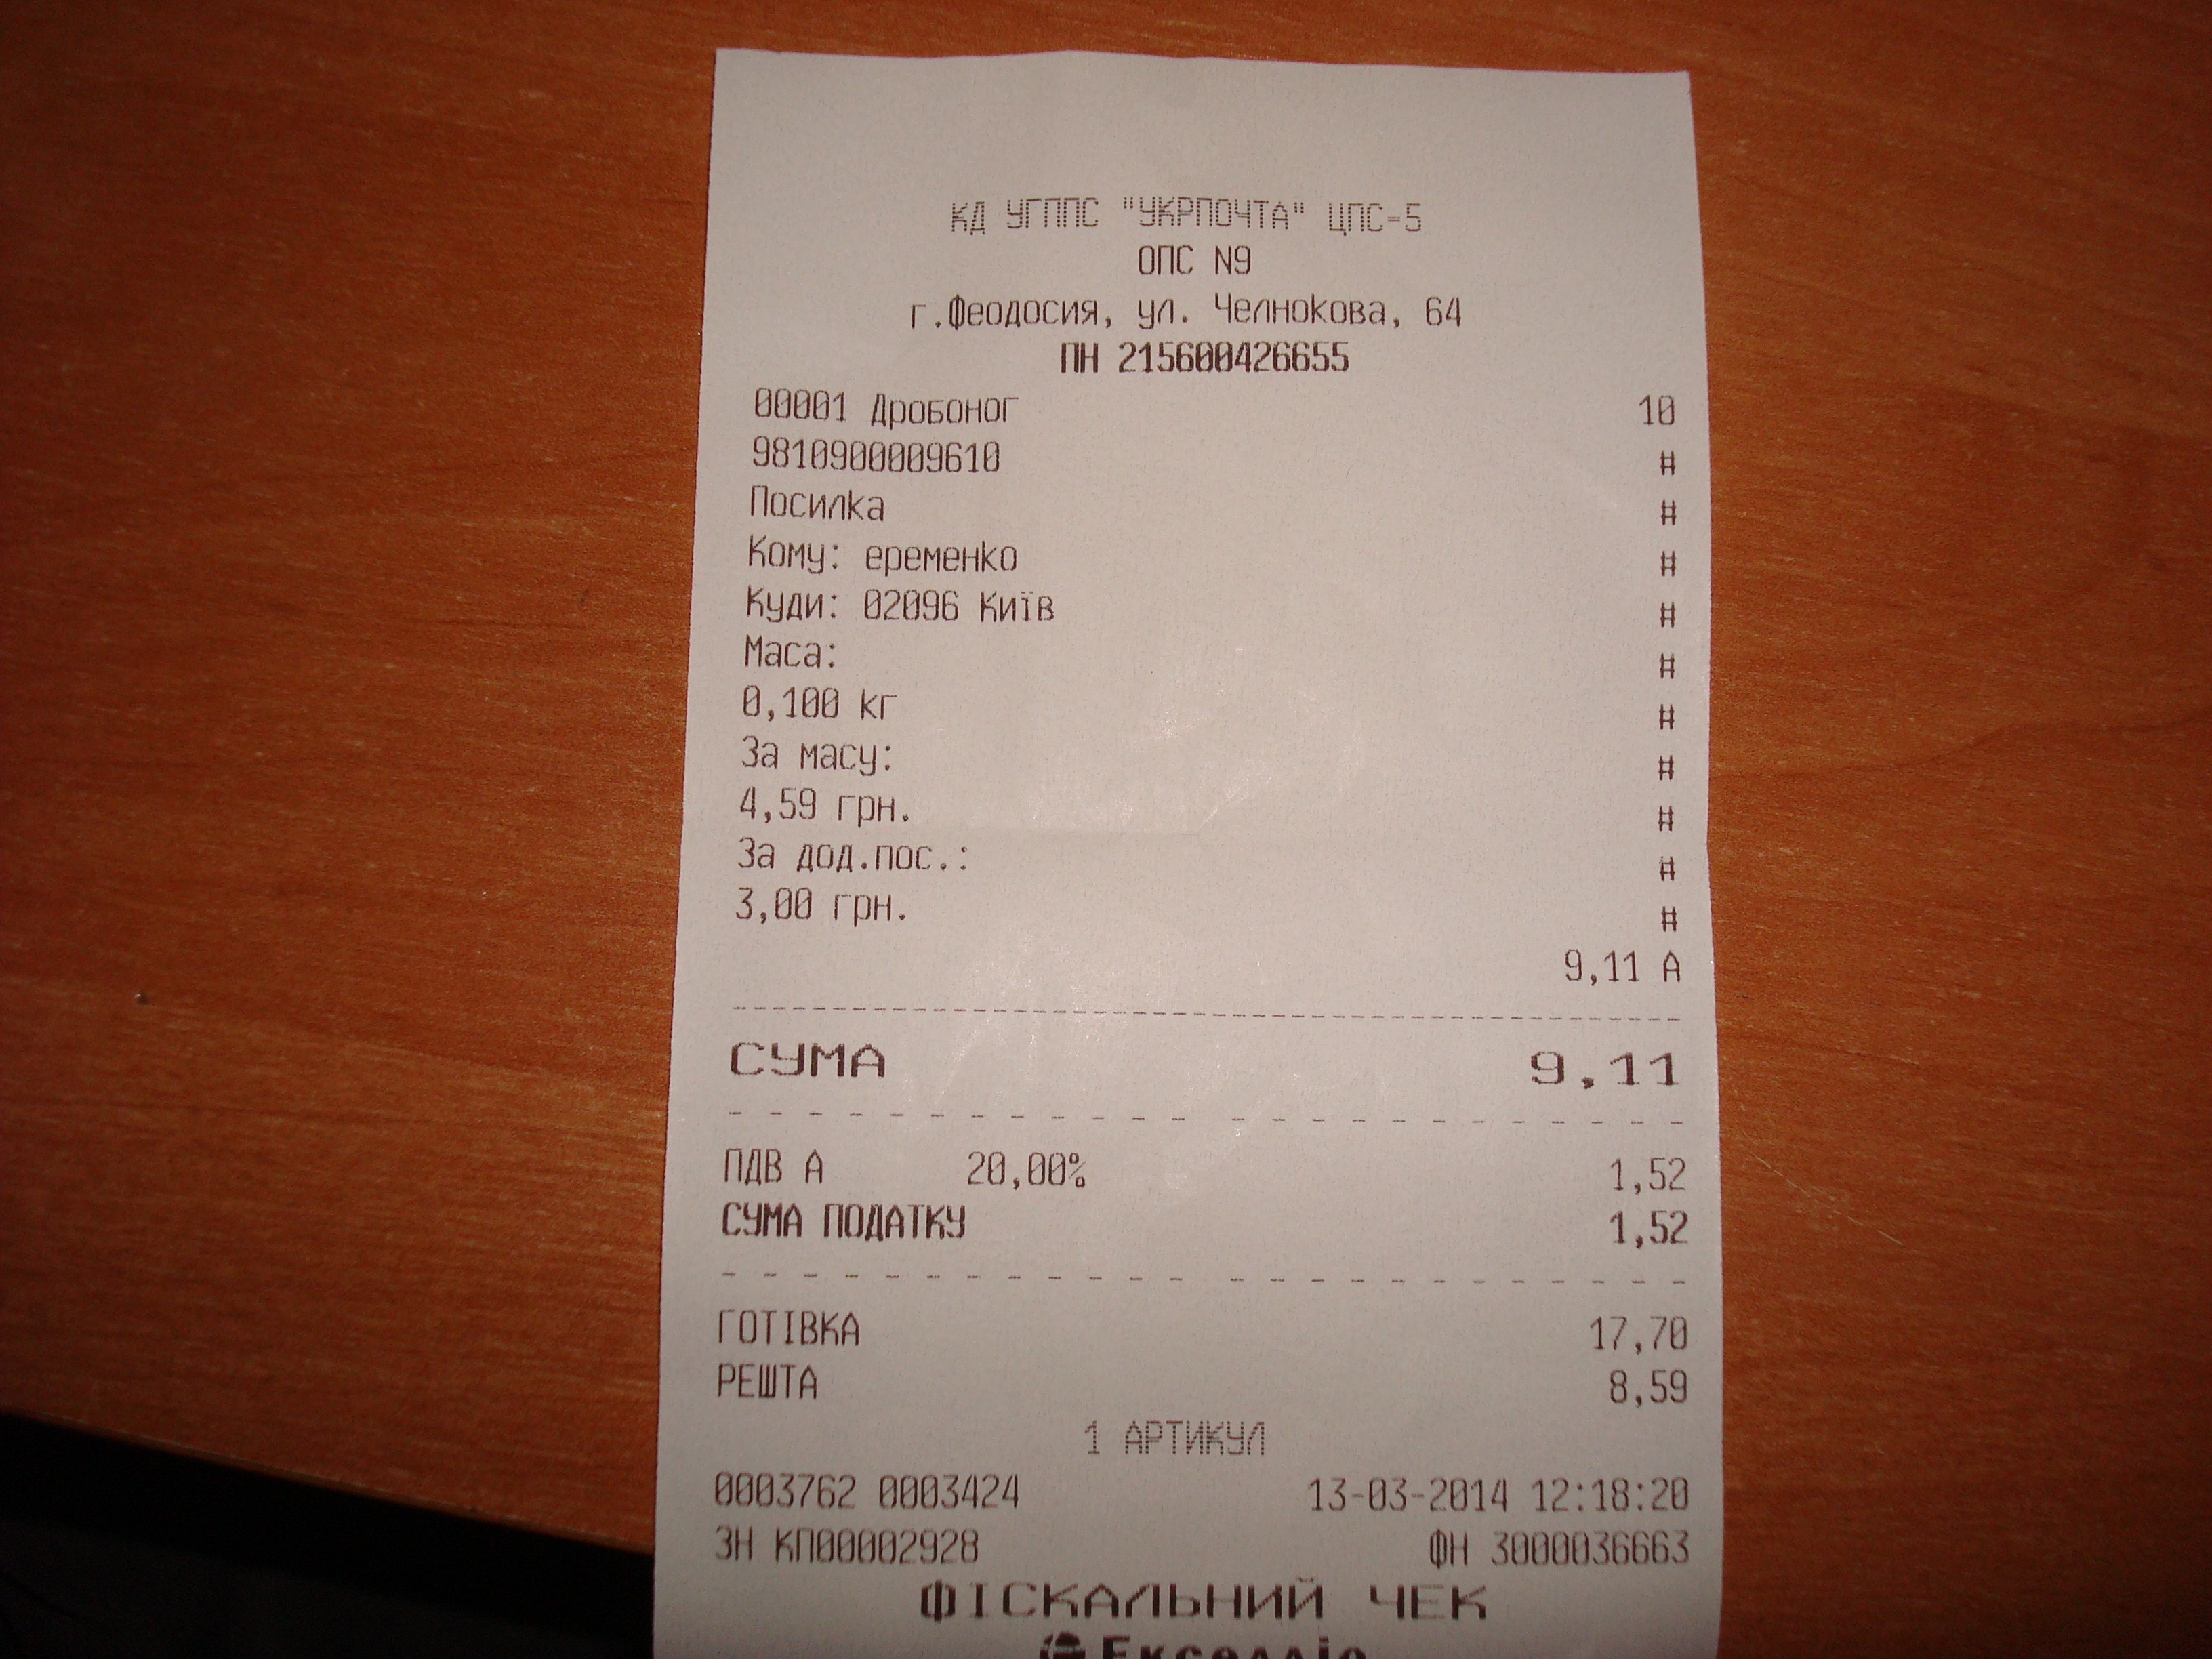 КД УГППС "УКРПОЧТА" ЦПС-5
ОПС N9
г.Феодосия, ул. Челнокова, 64
ПН 215600426655
00001 Дробоног 10
9810900009610 #
Посилка #
Кому: еременко #
Куди: 02096 Київ #
Маса: #
0,100 кг #
За масу: #
4,59 грн. #
За дод.пос.: #
3,00 грн. #
9,11 А
СУМА 9,11
ПДВ А 20,00% 1,52
СУМА ПОДАТКУ 1,52
ГОТІВКА 17,70
РЕШТА 8,59
1 АРТИКУЛ
0003762 0003424 13-03-2014 12:18:20
ЗН КП00002928 ФН 3000036663
ФІСКАЛЬНИЙ ЧЕК